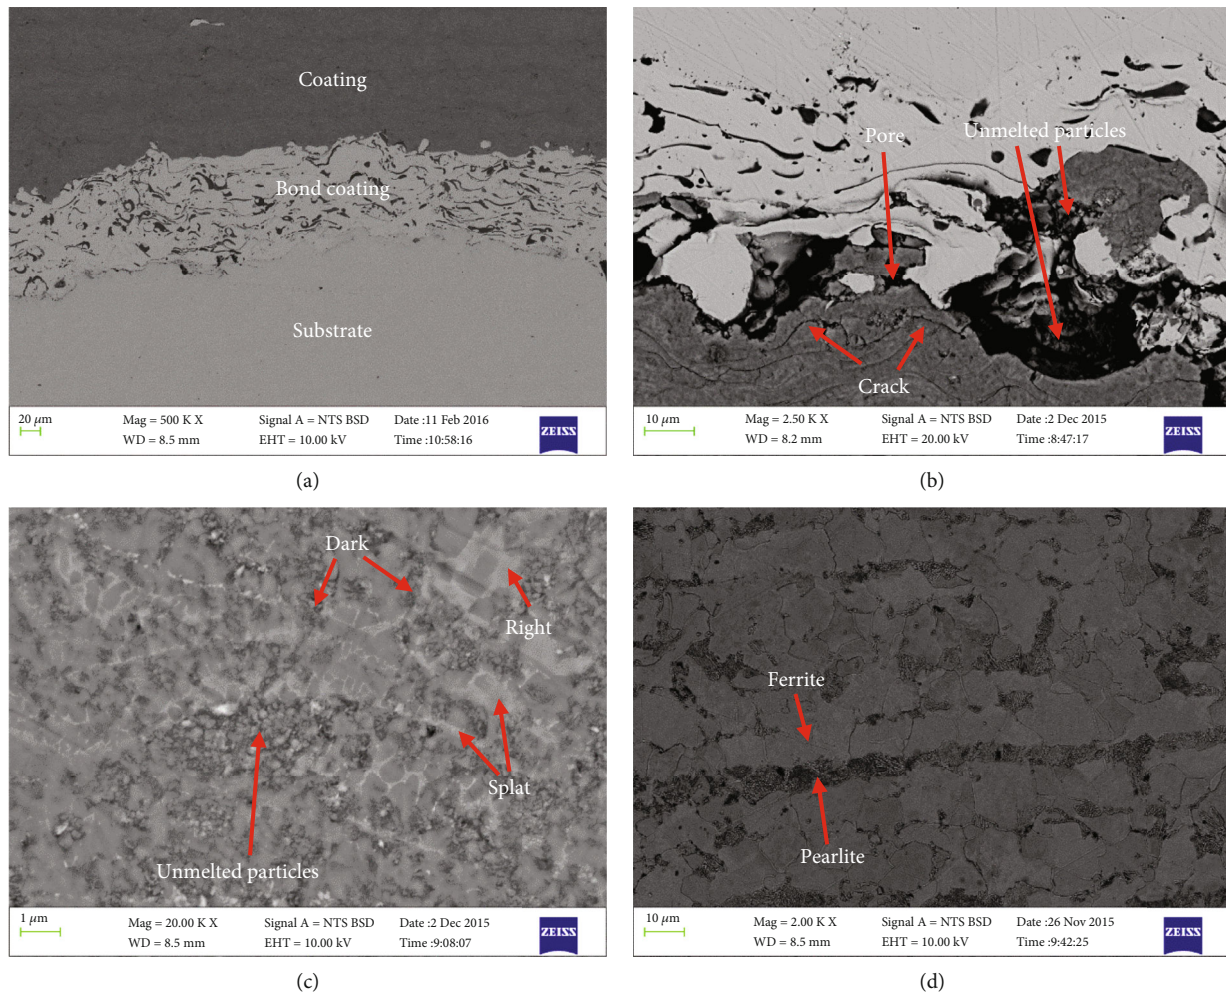 Coating
Bond coating
Substrate
20 μm
Mag = 500 K X
Signal A = NTS BSD
Date :11 Feb 2016
WD = 8.5 mm
EHT = 10.00 kV
Time :10:58:16
ZEISS
(a)
Pore
Unmelted particles
Crack
10 μm
Mag = 2.50 K X
Signal A = NTS BSD
Date :2 Dec 2015
WD = 8.2 mm
EHT = 20.00 kV
Time :8:47:17
ZEISS
(b)
Dark
Right
Splat
Unmelted particles
1 μm
Mag = 20.00 K X
Signal A = NTS BSD
Date :2 Dec 2015
WD = 8.5 mm
EHT = 10.00 kV
Time :9:08:07
ZEISS
(c)
Ferrite
Pearlite
10 μm
Mag = 2.00 K X
Signal A = NTS BSD
Date :26 Nov 2015
WD = 8.5 mm
EHT = 10.00 kV
Time :9:42:25
ZEISS
(d)